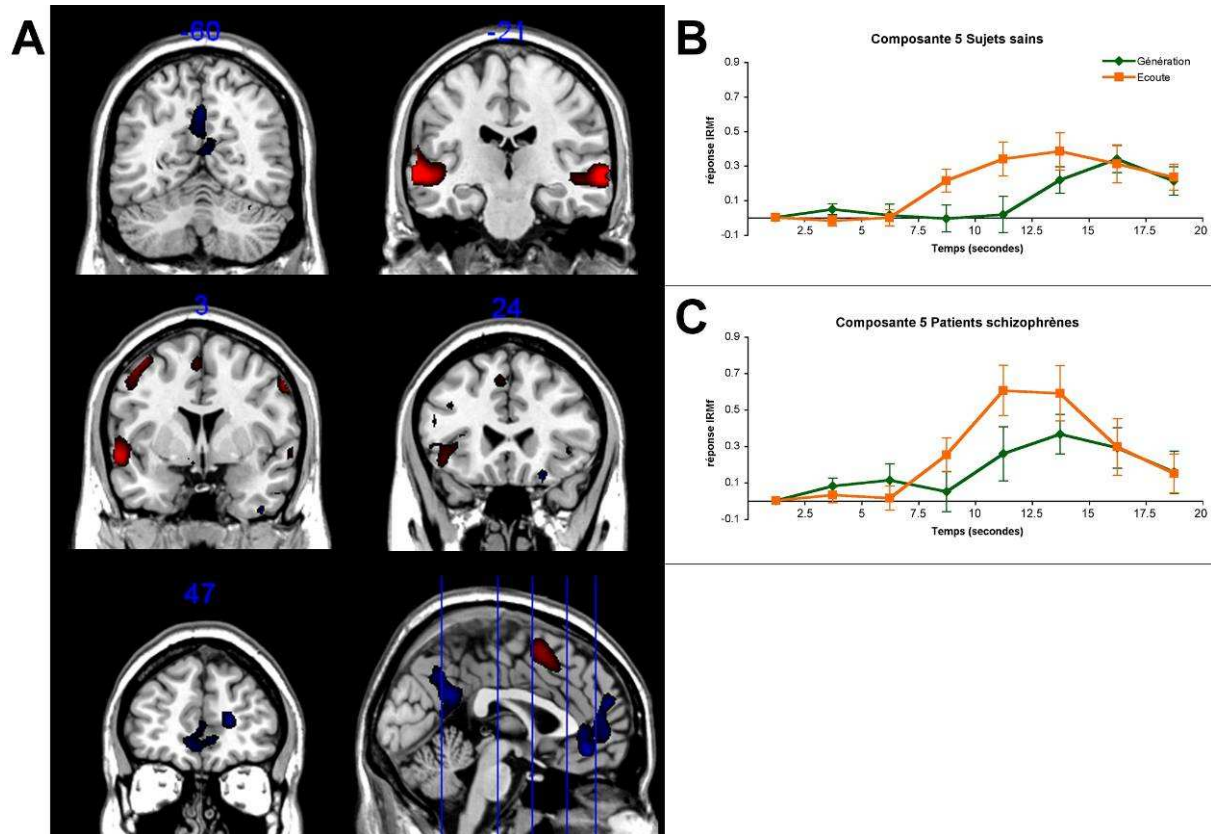 A
-60
-21
3
24
47
B
Composante 5 Sujets sains
Génération
Ecoute
réponse IRMf
0.9
0.7
0.5
0.3
0.1
-0.1
2.5 5 7.5 10 12.5 15 17.5 20
Temps (secondes)
C
Composante 5 Patients schizophrènes
réponse IRMf
0.9
0.7
0.5
0.3
0.1
-0.1
2.5 5 7.5 10 12.5 15 17.5 20
Temps (secondes)